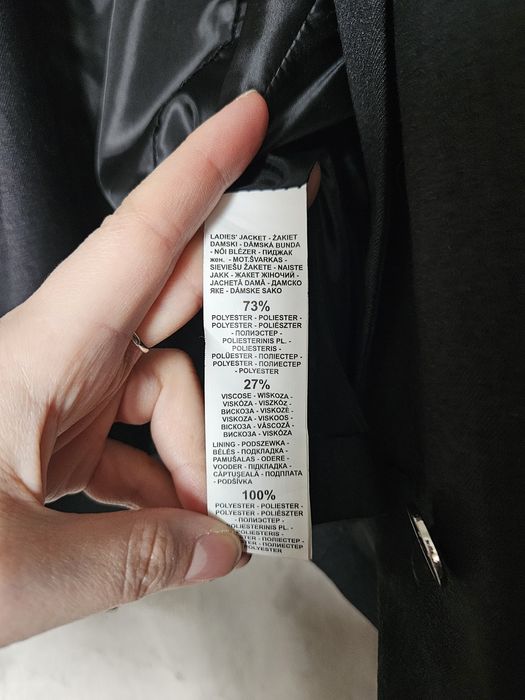 LADIES' JACKET - ŻAKIET
DAMSKI - DÁMSKÁ BUNDA
- NŐI BLÉZER - ПИДЖАК
жен. - MOT.ŠVARKAS -
SIEVIEŠU ŽAKETE - NAISTE
JAKK - ЖАКЕТ ЖІНОЧИЙ -
JACHETĂ DAMĂ - ДАМСКО
ЯКЕ - DÁMSKE SAKO
73%
POLYESTER - POLIESTER -
POLYESTER - POLIÉSZTER
- ПОЛИЭСТЕР -
POLIESTERINIS PL. -
POLIESTERIS -
POLÜESTER - ПОЛІЕСТЕР -
POLYESTER - ПОЛИЕСТЕР
- POLYESTER
27%
VISCOSE - WISKOZA -
VISKÓZA - VISZKÓZ -
ВИСКОЗА - VISKOZĖ -
VISKOZA - VISKOOS -
ВІСКОЗА - VÂSCOZĂ -
ВИСКОЗА - VISKÓZA
LINING - PODSZEWKA -
BÉLÉS - ПОДКЛАДКА -
PAMUŠALAS - ODERE -
VOODER - ПІДКЛАДКА -
CĂPTUŞEALĂ - ПОДПЛАТА
- PODŠÍVKA
100%
POLYESTER - POLIESTER -
POLYESTER - POLIÉSZTER
- ПОЛИЭСТЕР -
PL. -
- ПОЛІЕСТЕР -
- ПОЛИЕСТЕР
POLYESTER